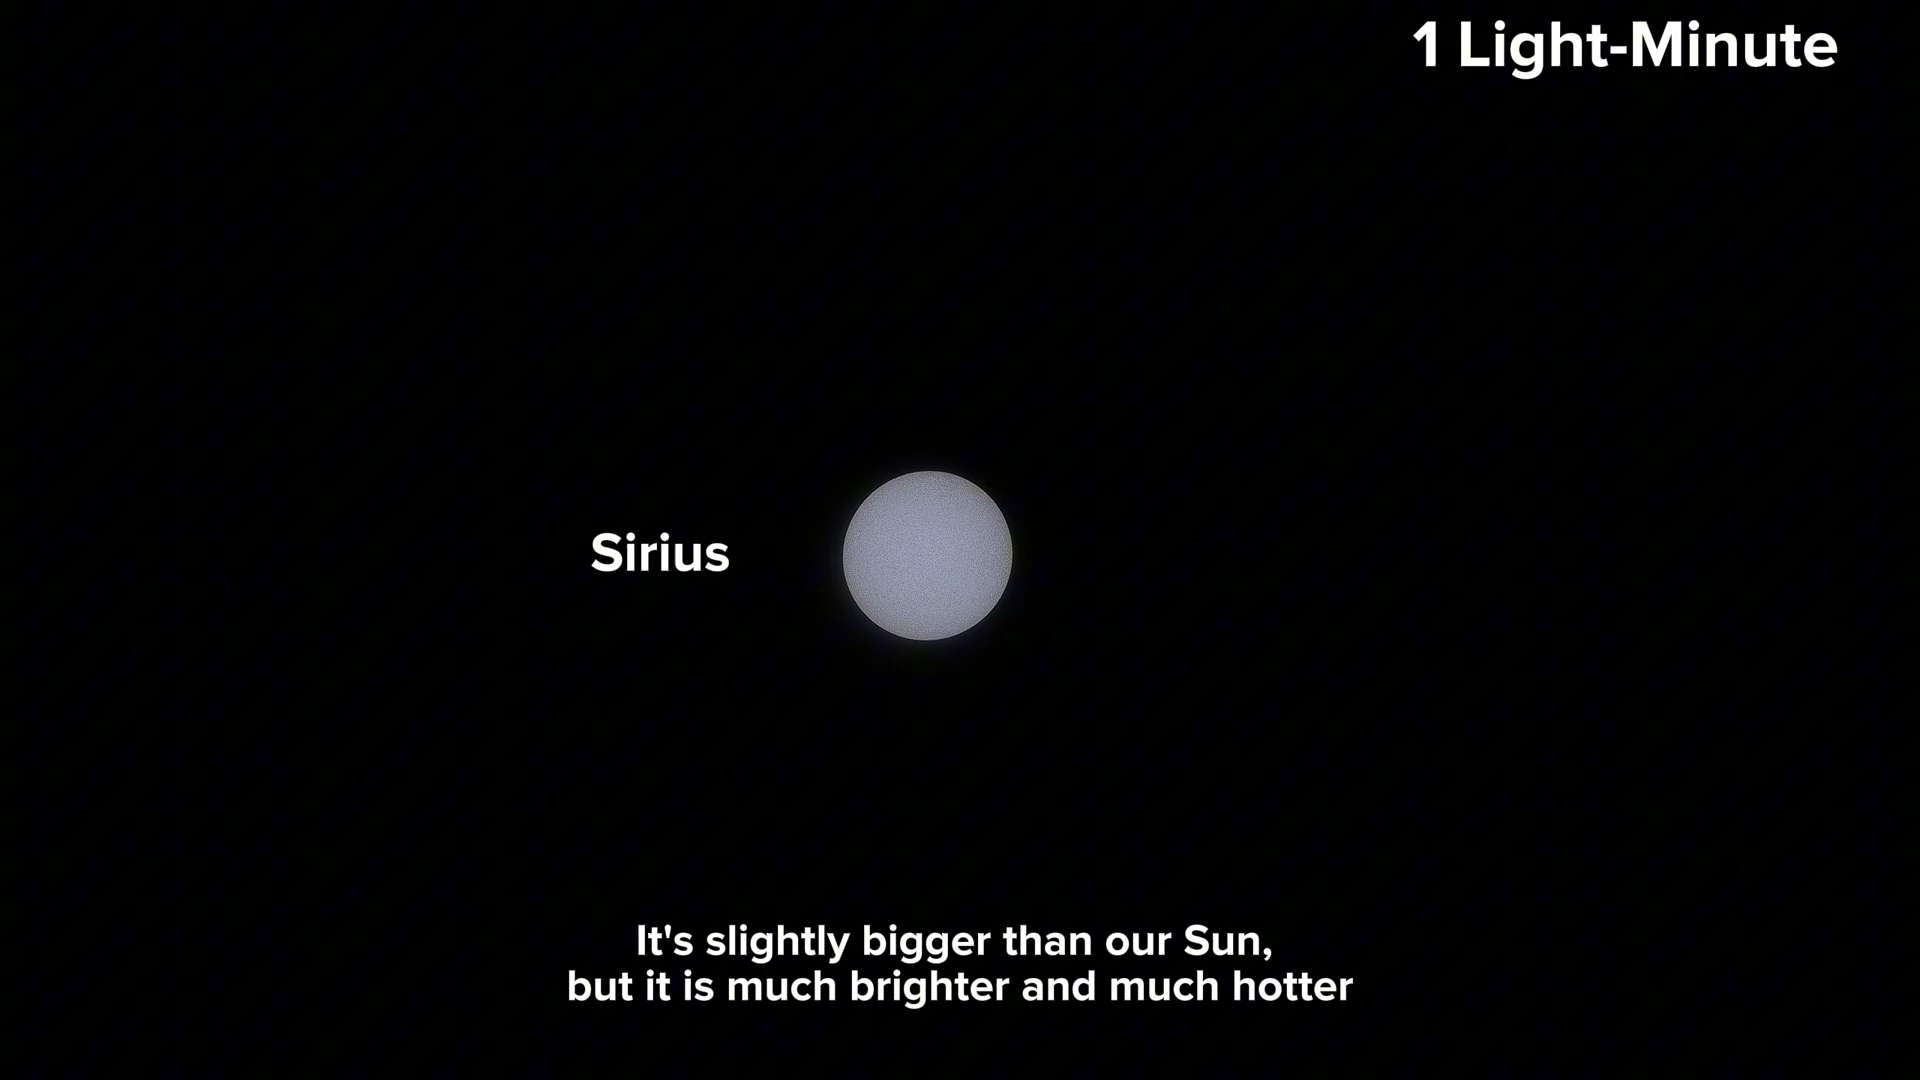 1 Light-Minute
Sirius
It's slightly bigger than our Sun,
but it is much brighter and much hotter